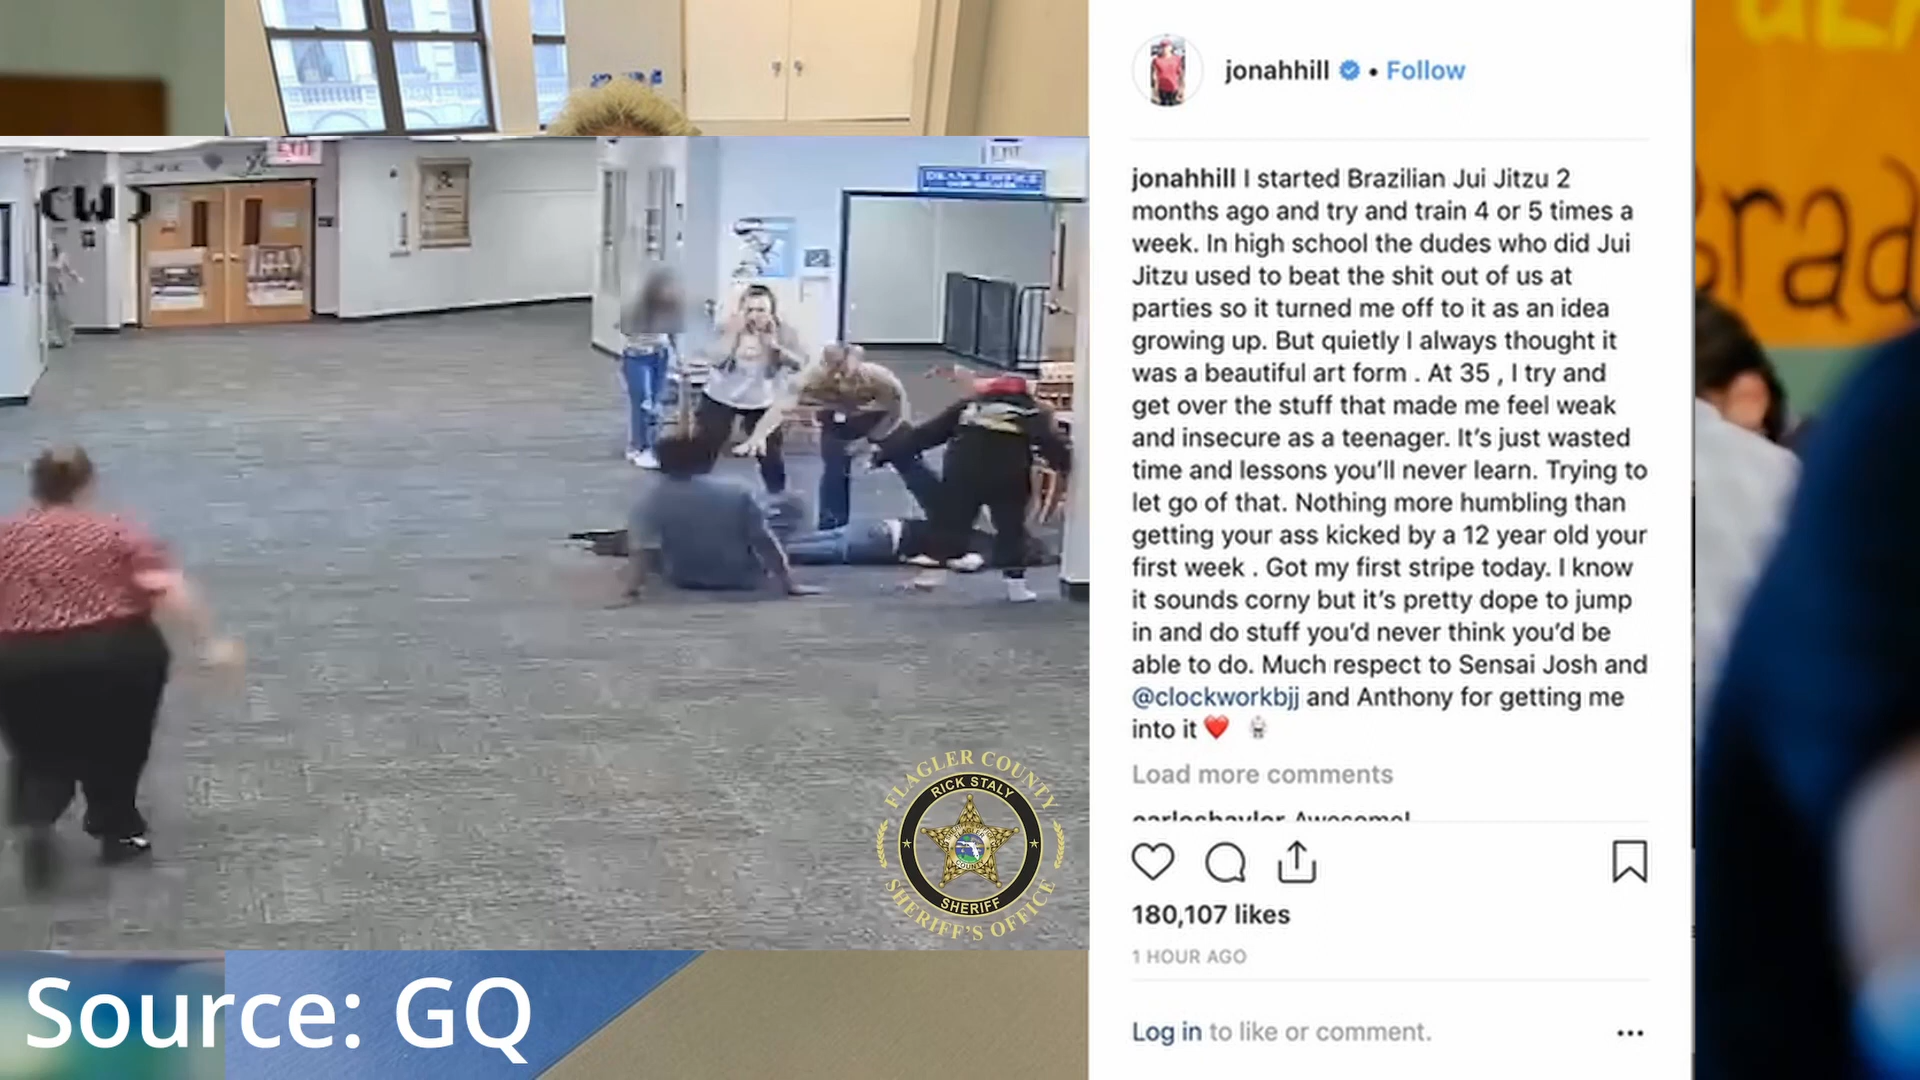 EXIT
DEAN'S OFFICE
FLAGLER COUNTY
RICK STALY
SHERIFF
SHERIFF'S OFFICE
Source: GQ
jonahhill • Follow
jonahhill I started Brazilian Jui Jitzu 2
months ago and try and train 4 or 5 times a
week. In high school the dudes who did Jui
Jitzu used to beat the shit out of us at
parties so it turned me off to it as an idea
growing up. But quietly I always thought it
was a beautiful art form . At 35 , I try and
get over the stuff that made me feel weak
and insecure as a teenager. It's just wasted
time and lessons you'll never learn. Trying to
let go of that. Nothing more humbling than
getting your ass kicked by a 12 year old your
first week . Got my first stripe today. I know
it sounds corny but it's pretty dope to jump
in and do stuff you'd never think you'd be
able to do. Much respect to Sensai Josh and
@clockworkbjj and Anthony for getting me
into it ❤️
Load more comments
180,107 likes
1 HOUR AGO
Log in to like or comment.